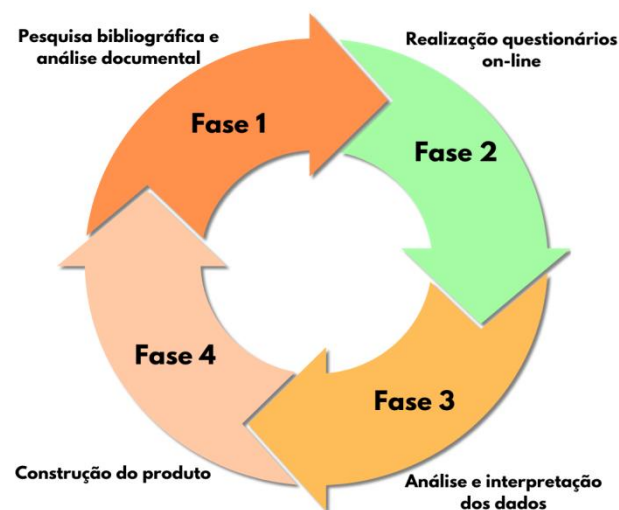 Pesquisa bibliográfica e
análise documental
Realização questionários
on-line
Fase 1
Fase 2
Fase 4
Fase 3
Construção do produto
Análise e interpretação
dos dados